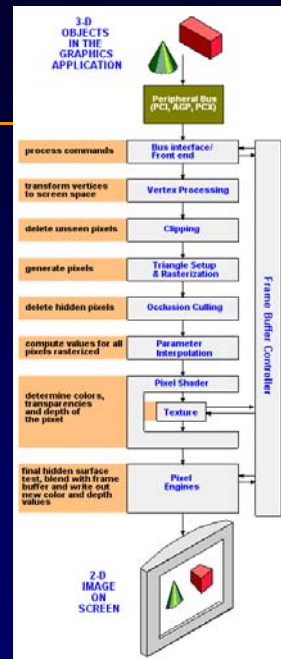 3-D
OBJECTS
IN THE
GRAPHICS
APPLICATION
Peripheral Bus
(PCI, AGP, PCX)
process commands
Bus interface/
Front end
transform vertices
to screen space
Vertex Processing
delete unseen pixels
Clipping
generate pixels
Triangle Setup
& Rasterization
delete hidden pixels
Occlusion Culling
compute values for all
pixels rasterized
Parameter
Interpolation
determine colors,
transparencies
and depth of
the pixel
Pixel Shader
Texture
final hidden surface
test, blend with frame
buffer and write out
new color and depth
values
Pixel
Engines
Frame Buffer Controller
2-D
IMAGE
ON
SCREEN